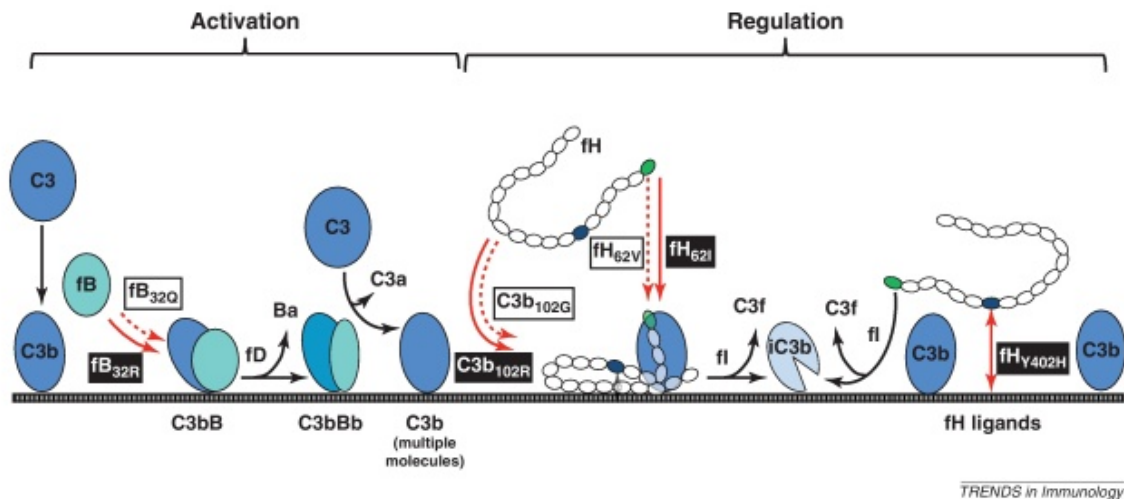 Activation
Regulation
C3
fB
fB32Q
fB32R
C3b
C3bB
fD
Ba
C3bBb
C3
C3a
C3b
(multiple
molecules)
fH
C3b102G
C3b102R
fH62V
fH62I
fI
C3f
iC3b
C3f
fI
C3b
fHY402H
C3b
fH ligands
TRENDS in Immunology